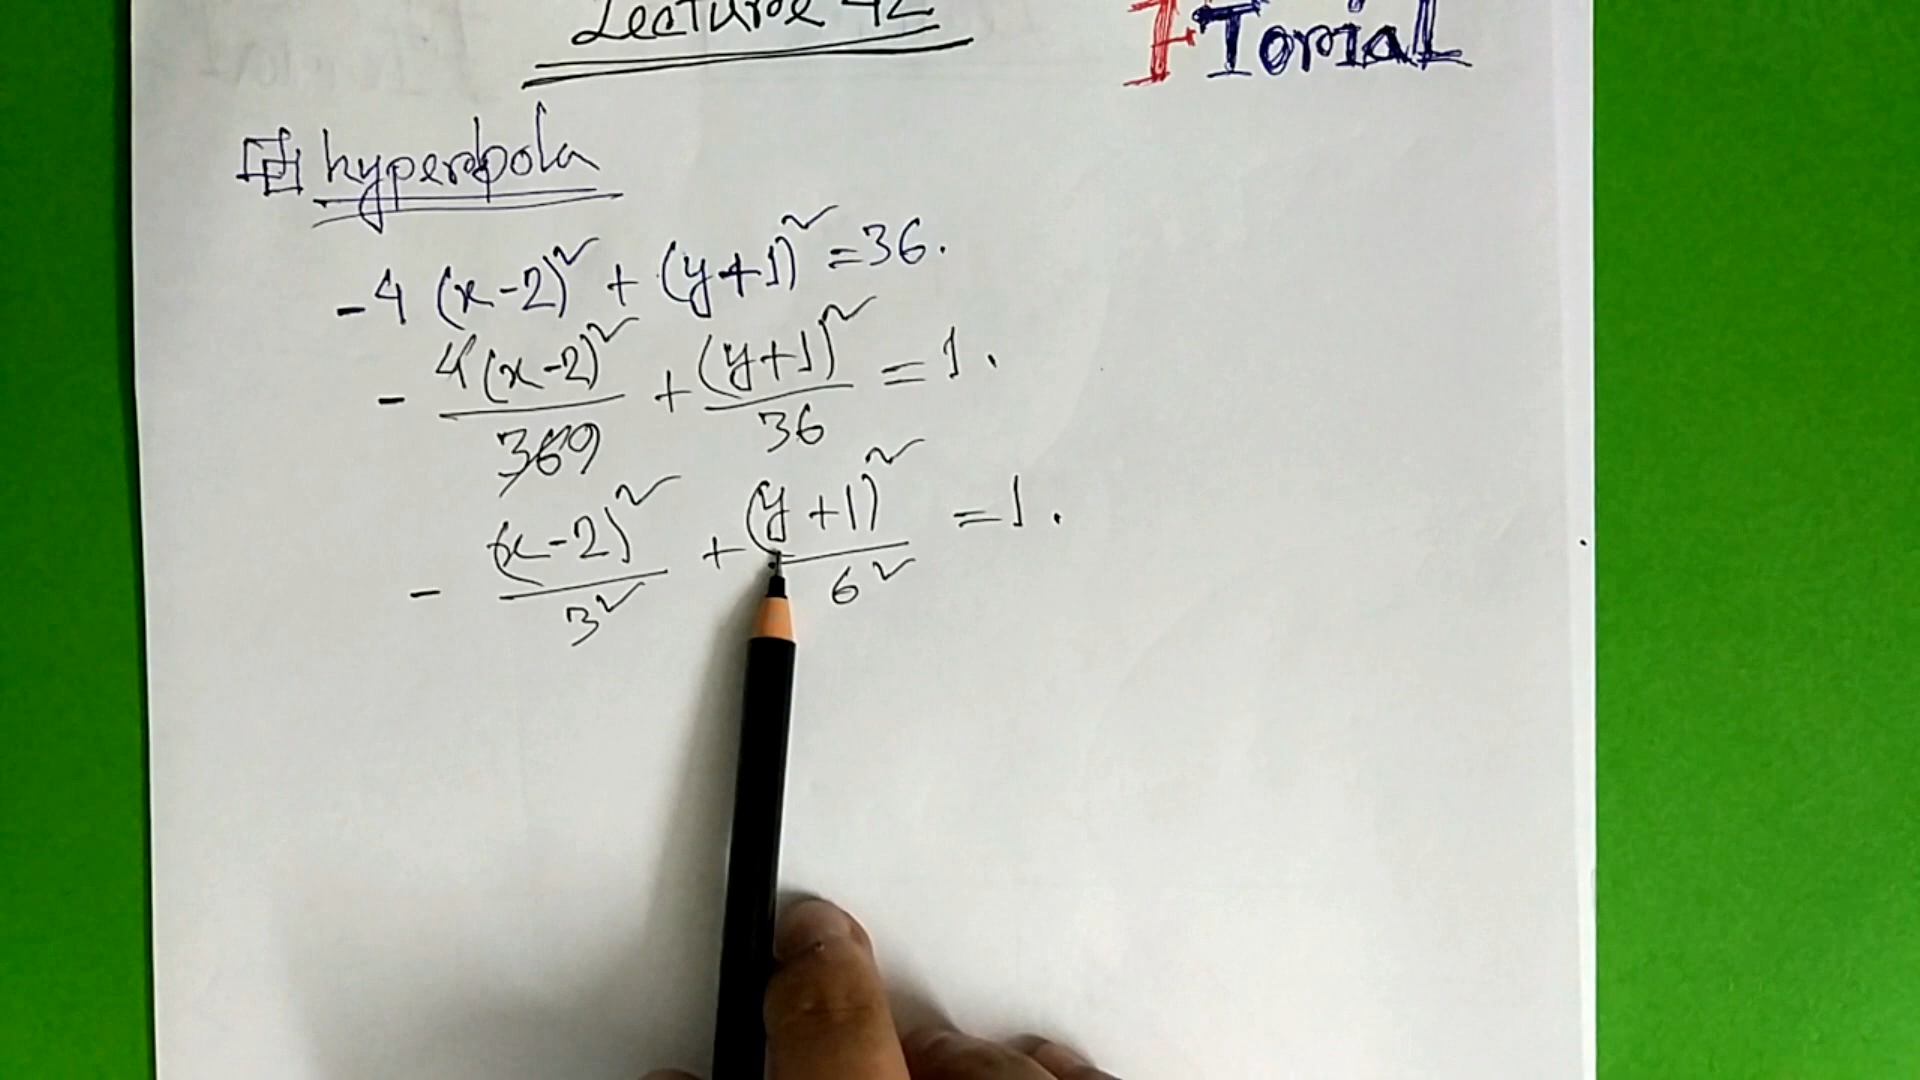 Lecture 42
FTorial
hyperbola
-4 (x-2)² + (y+1)² = 36.
- 4(x-2)²/369 + (y+1)²/36 = 1.
- (x-2)²/3² + (y+1)²/6² = 1.